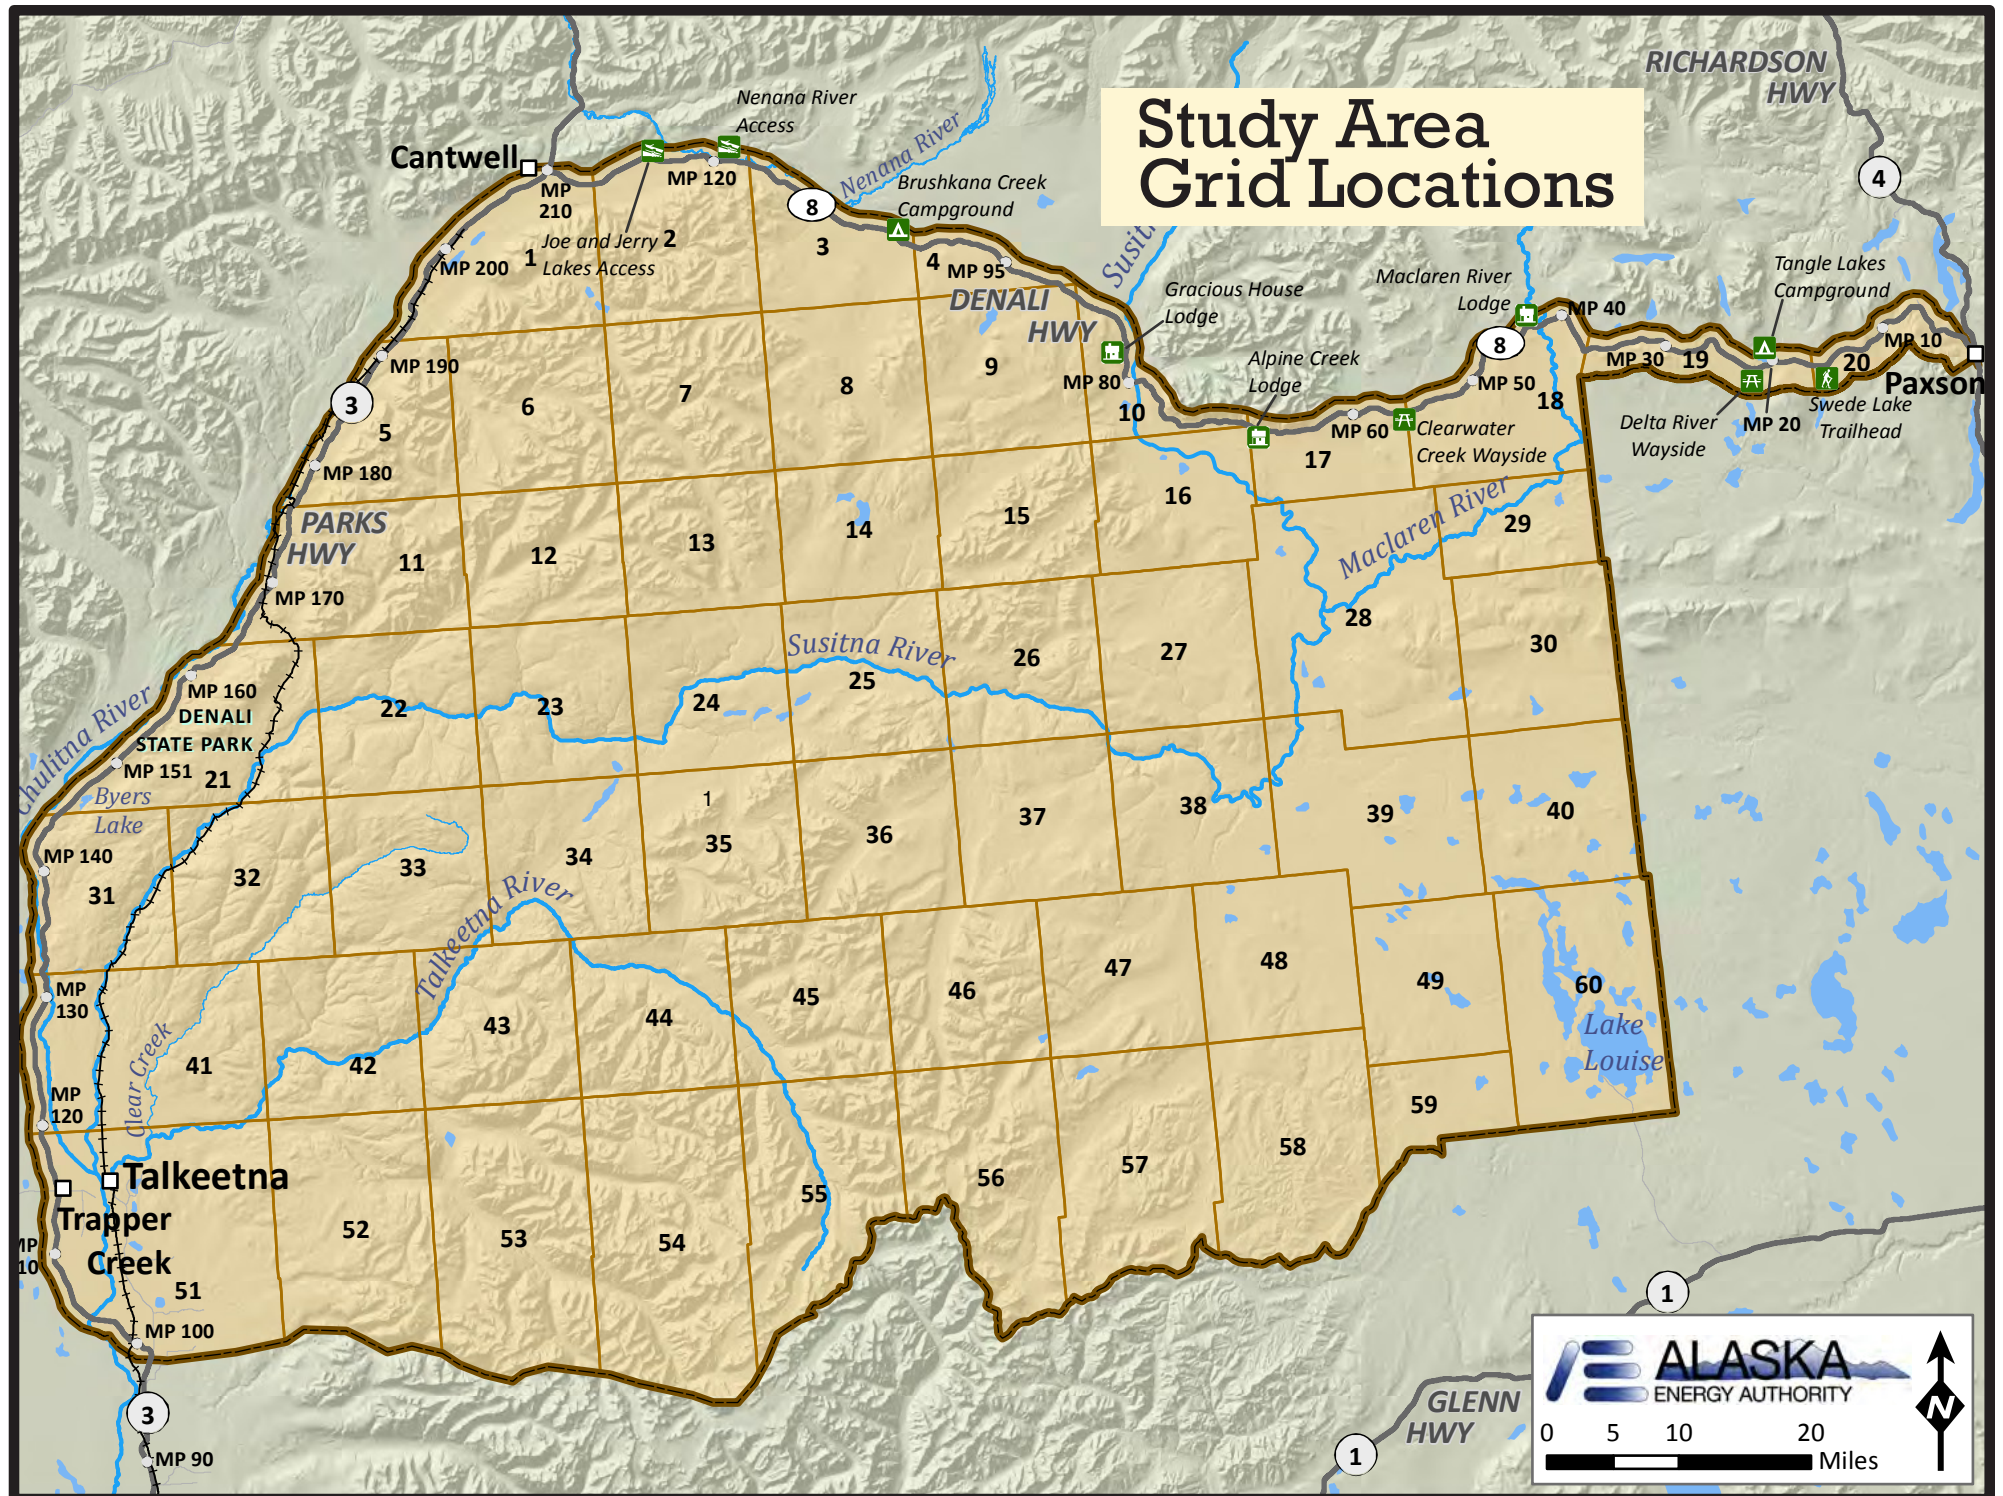 Study Area
Grid Locations
RICHARDSON
HWY
4
Nenana River
Access
Cantwell
MP
210
MP 120
Nenana River
8
Brushkana Creek
Campground
Joe and Jerry
Lakes Access
MP 200
1
2
3
4
MP 95
DENALI
HWY
Gracious House
Lodge
Maclaren River
Lodge
MP 40
Tangle Lakes
Campground
MP 10
8
MP 190
3
5
6
7
8
9
MP 80
10
Alpine Creek
Lodge
MP 60
MP 50
18
MP 30
19
20
Paxson
Delta River
Wayside
MP 20
Swede Lake
Trailhead
Clearwater
Creek Wayside
17
MP 180
PARKS
HWY
11
12
13
14
15
16
Maclaren River
29
MP 170
28
30
27
26
Susitna River
25
24
23
22
MP 160
DENALI
STATE PARK
Chulitna River
MP 151
21
Byers
Lake
MP 140
31
32
33
34
1
35
36
37
38
39
40
Talkeetna River
MP
130
41
42
43
44
45
46
47
48
49
60
Lake
Louise
Clear Creek
MP
120
59
58
57
56
55
Talkeetna
Trapper
Creek
51
52
53
54
MP 100
3
MP 90
1
GLENN
HWY
1
ALASKA
ENERGY AUTHORITY
N
0 5 10 20
Miles